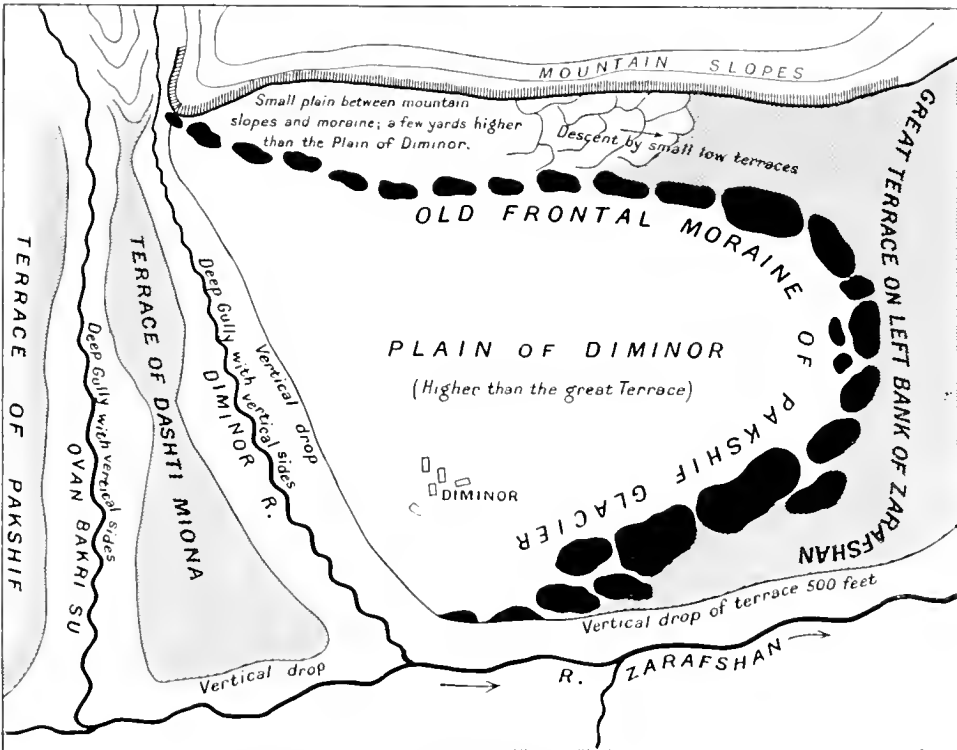 MOUNTAIN SLOPES
Small plain between mountain
slopes and moraine; a few yards higher
than the Plain of Diminor.
Descent by small low terraces
OLD FRONTAL MORAINE OF PAKSHIF GLACIER
GREAT TERRACE ON LEFT BANK OF ZARAFSHAN
TERRACE OF PAKSHIF
Deep Gully with vertical sides
OVAN BAKRI SU
TERRACE OF DASHTI MIONA
Deep Gully with vertical sides
DIMINOR R.
Vertical drop
PLAIN OF DIMINOR
(Higher than the great Terrace)
DIMINOR
Vertical drop of terrace 500 feet
Vertical drop
R. ZARAFSHAN